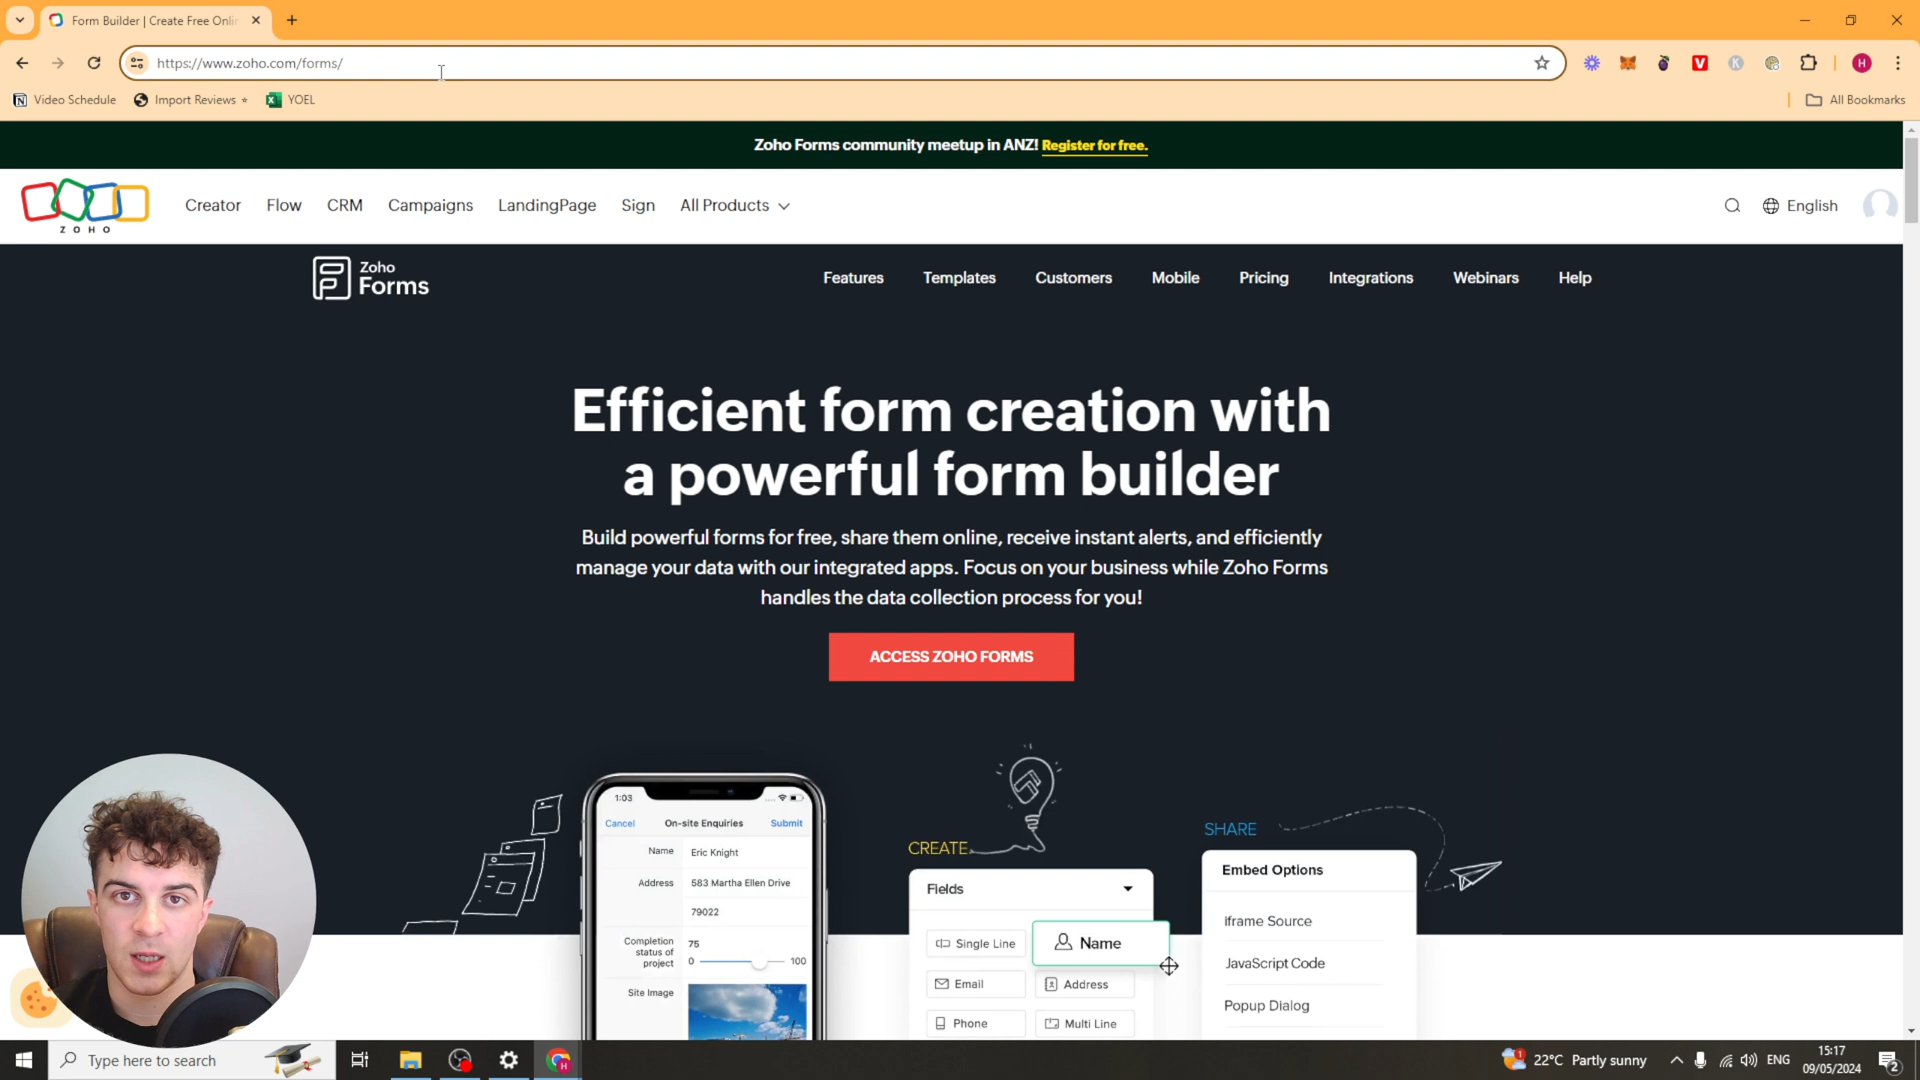 Form Builder | Create Free Onlin
https://www.zoho.com/forms/
Video Schedule
Import Reviews
YOEL
All Bookmarks
Zoho Forms community meetup in ANZ! Register for free.
ZOHO
Creator
Flow
CRM
Campaigns
LandingPage
Sign
All Products
English
Zoho
Forms
Features
Templates
Customers
Mobile
Pricing
Integrations
Webinars
Help
Efficient form creation with
a powerful form builder
Build powerful forms for free, share them online, receive instant alerts, and efficiently
manage your data with our integrated apps. Focus on your business while Zoho Forms
handles the data collection process for you!
ACCESS ZOHO FORMS
1:03
Cancel
On-site Enquiries
Submit
Name
Eric Knight
Address
583 Martha Ellen Drive
79022
Completion
status of
project
75
0
100
Site Image
CREATE
Fields
Single Line
Name
Email
Address
Phone
Multi Line
SHARE
Embed Options
iframe Source
JavaScript Code
Popup Dialog
Type here to search
22°C Partly sunny
ENG
15:17
09/05/2024
2